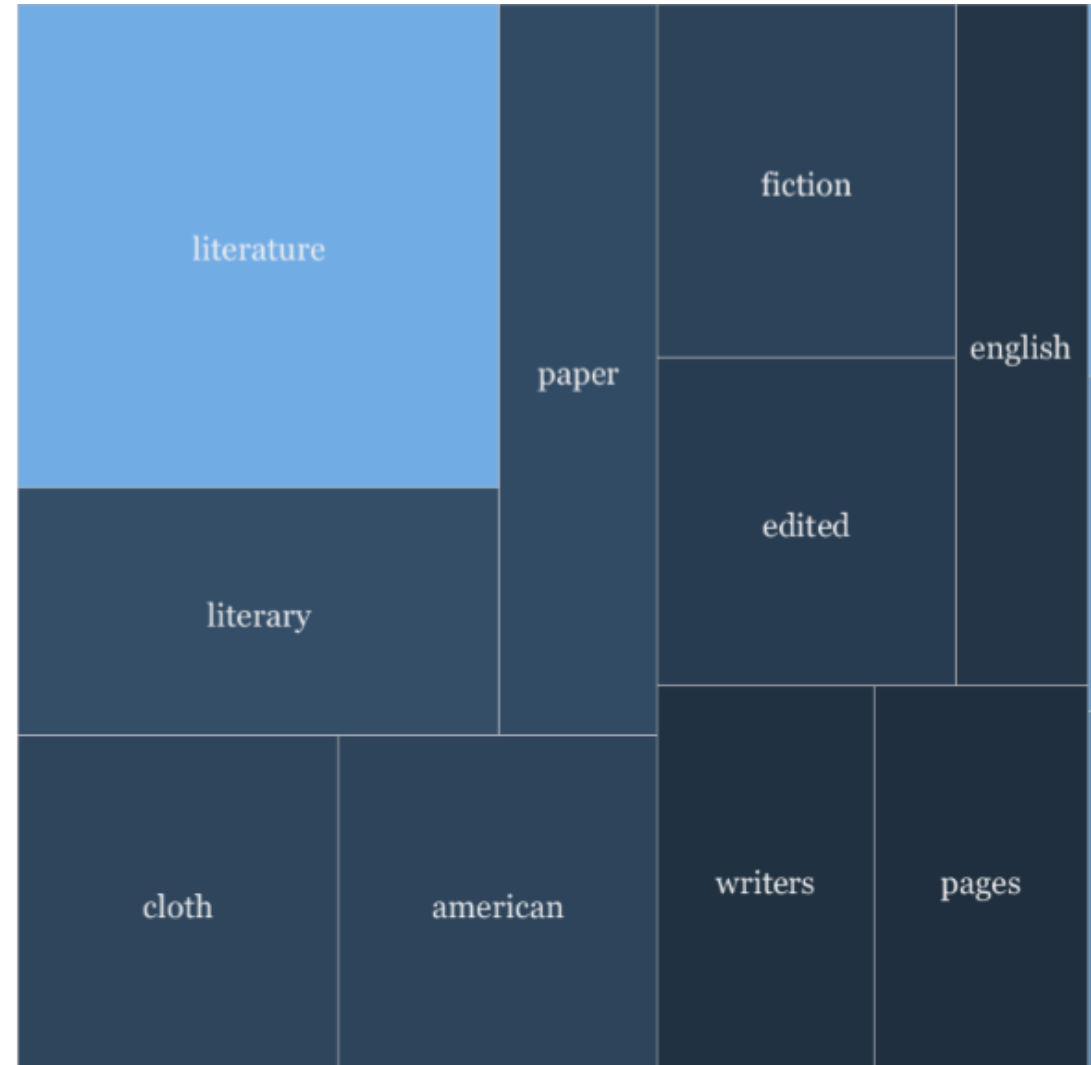 literature
literary
paper
cloth
american
fiction
edited
english
writers
pages